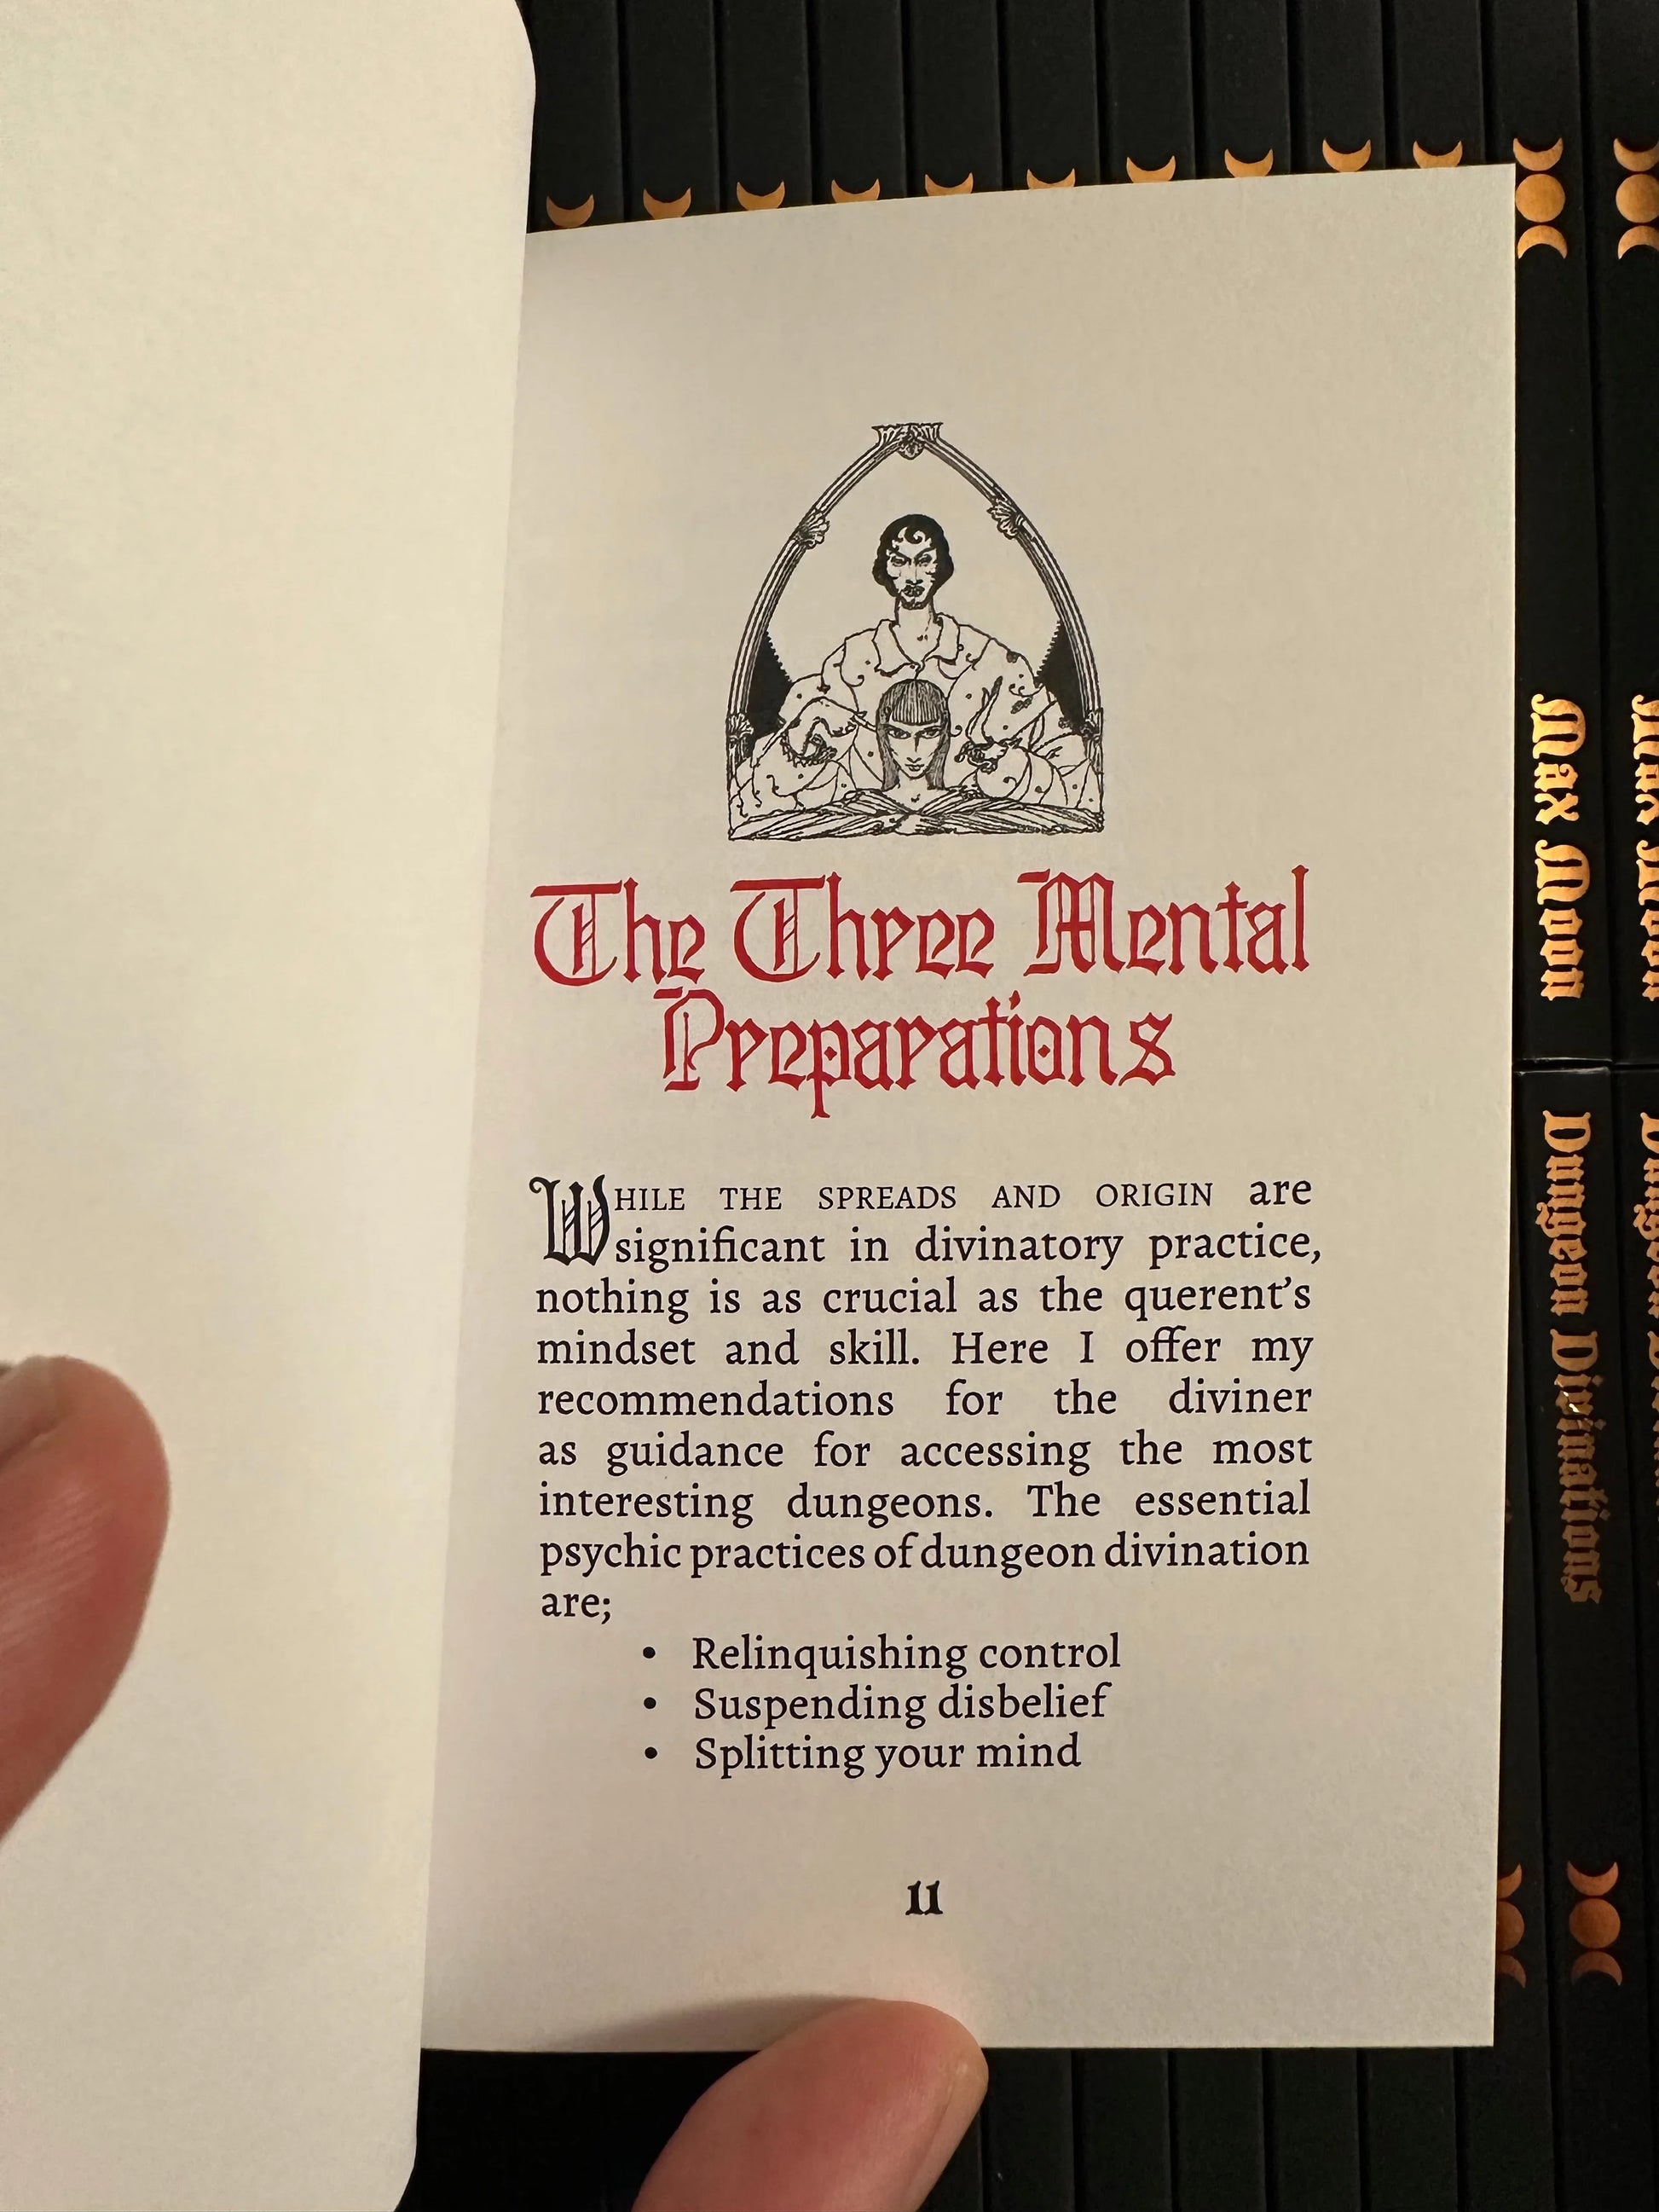 The Three Mental
Preparations
WHILE THE SPREADS AND ORIGIN are
significant in divinatory practice,
nothing is as crucial as the querent's
mindset and skill. Here I offer my
recommendations for the diviner
as guidance for accessing the most
interesting dungeons. The essential
psychic practices of dungeon divination
are;
• Relinquishing control
• Suspending disbelief
• Splitting your mind
11
Max Moon
Dungeon Divinations
Max Moon